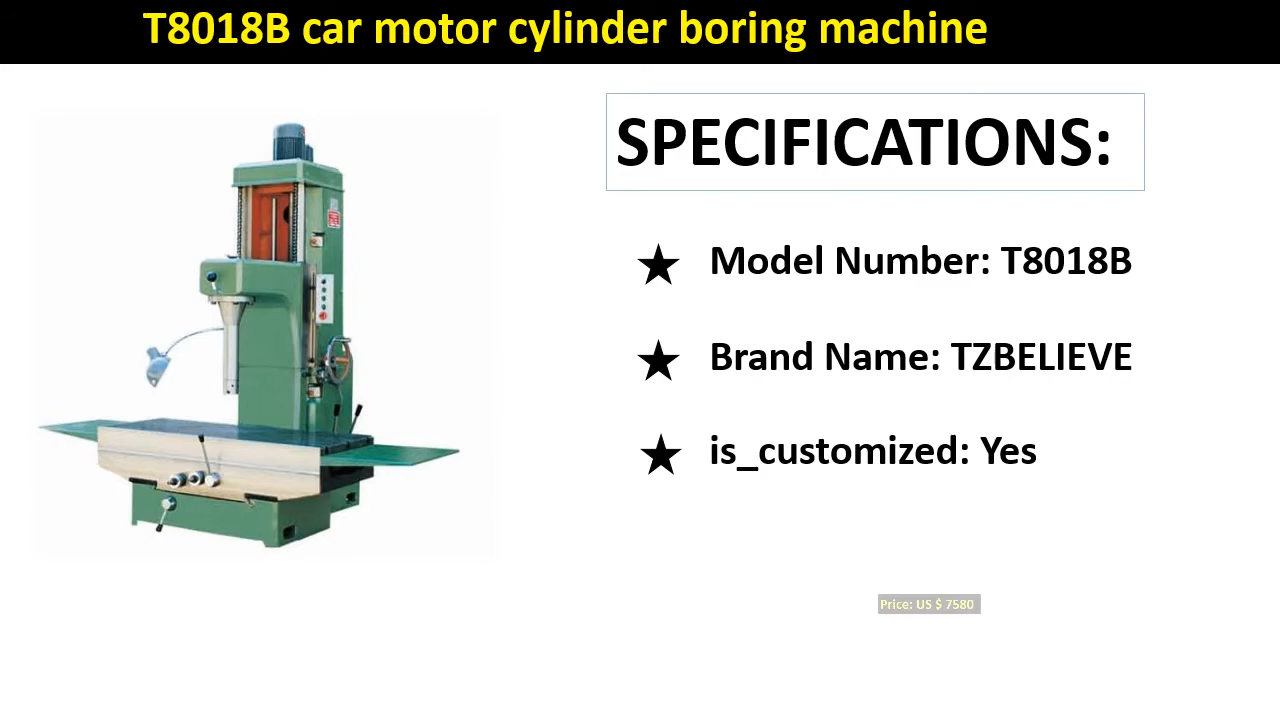 T8018B car motor cylinder boring machine
SPECIFICATIONS:
Model Number: T8018B
Brand Name: TZBELIEVE
is_customized: Yes
Price: US $ 7580